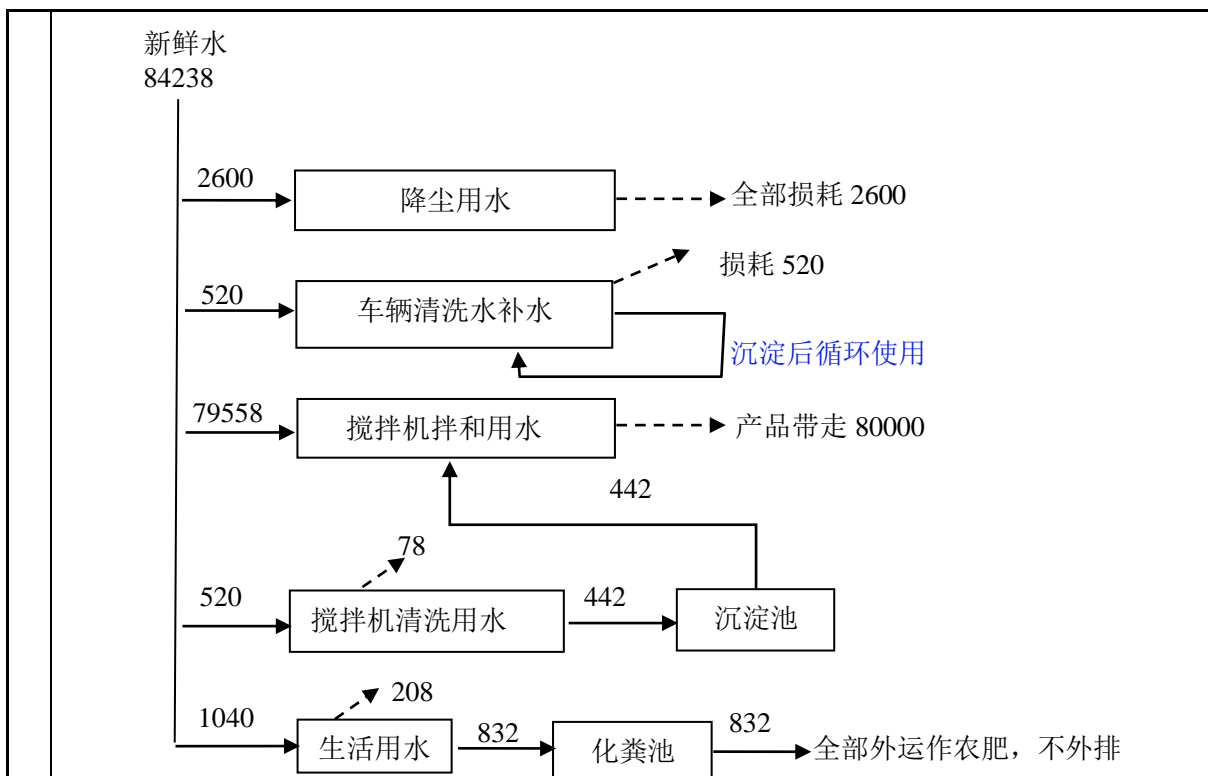 新鲜水
84238
2600
降尘用水
全部损耗 2600
损耗 520
520
车辆清洗水补水
沉淀后循环使用
79558
搅拌机拌和用水
产品带走 80000
442
78
520
搅拌机清洗用水
442
沉淀池
208
1040
生活用水
832
化粪池
832
全部外运作农肥，不外排